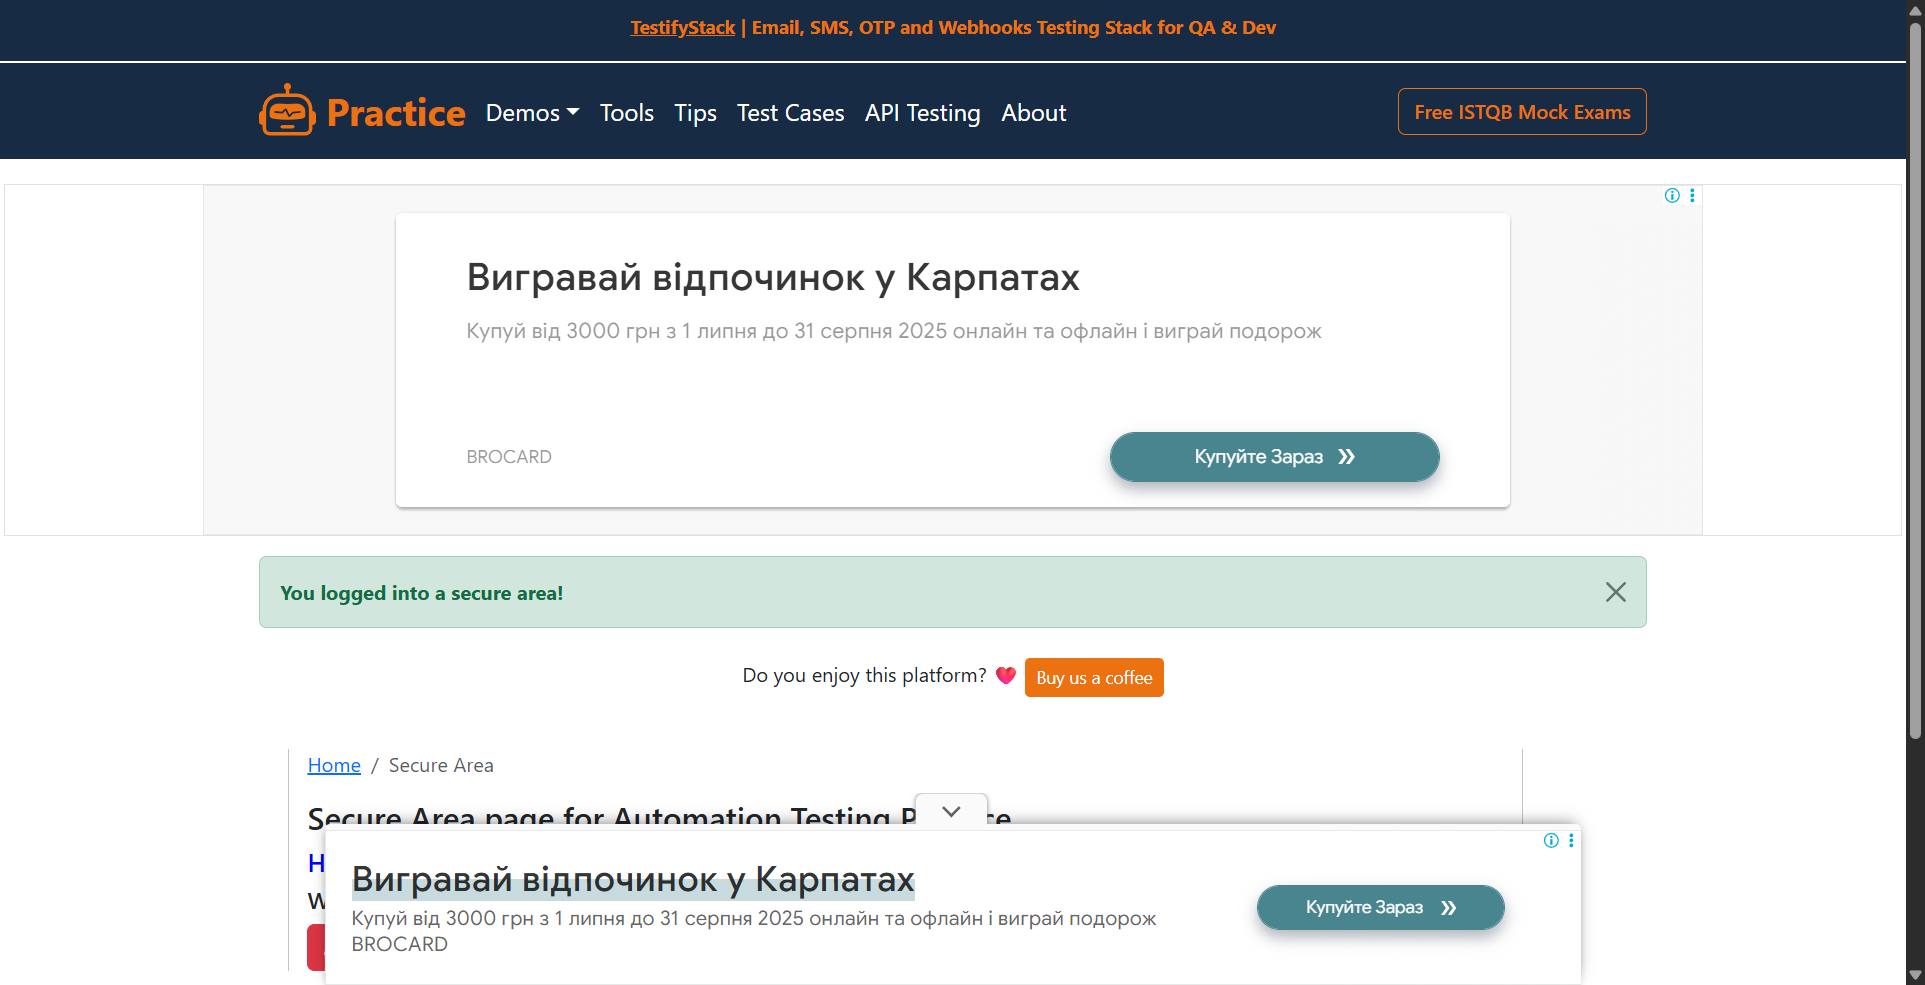 TestifyStack | Email, SMS, OTP and Webhooks Testing Stack for QA & Dev
Practice Demos Tools Tips Test Cases API Testing About Free ISTQB Mock Exams
Вигравай відпочинок у Карпатах
Купуй від 3000 грн з 1 липня до 31 серпня 2025 онлайн та офлайн і виграй подорож
BROCARD Купуйте Зараз »
You logged into a secure area!
Do you enjoy this platform? Buy us a coffee
Home / Secure Area
Secure Area page for Automation Testing
Вигравай відпочинок у Карпатах
Купуйте Зараз »
Купуй від 3000 грн з 1 липня до 31 серпня 2025 онлайн та офлайн і виграй подорож
BROCARD